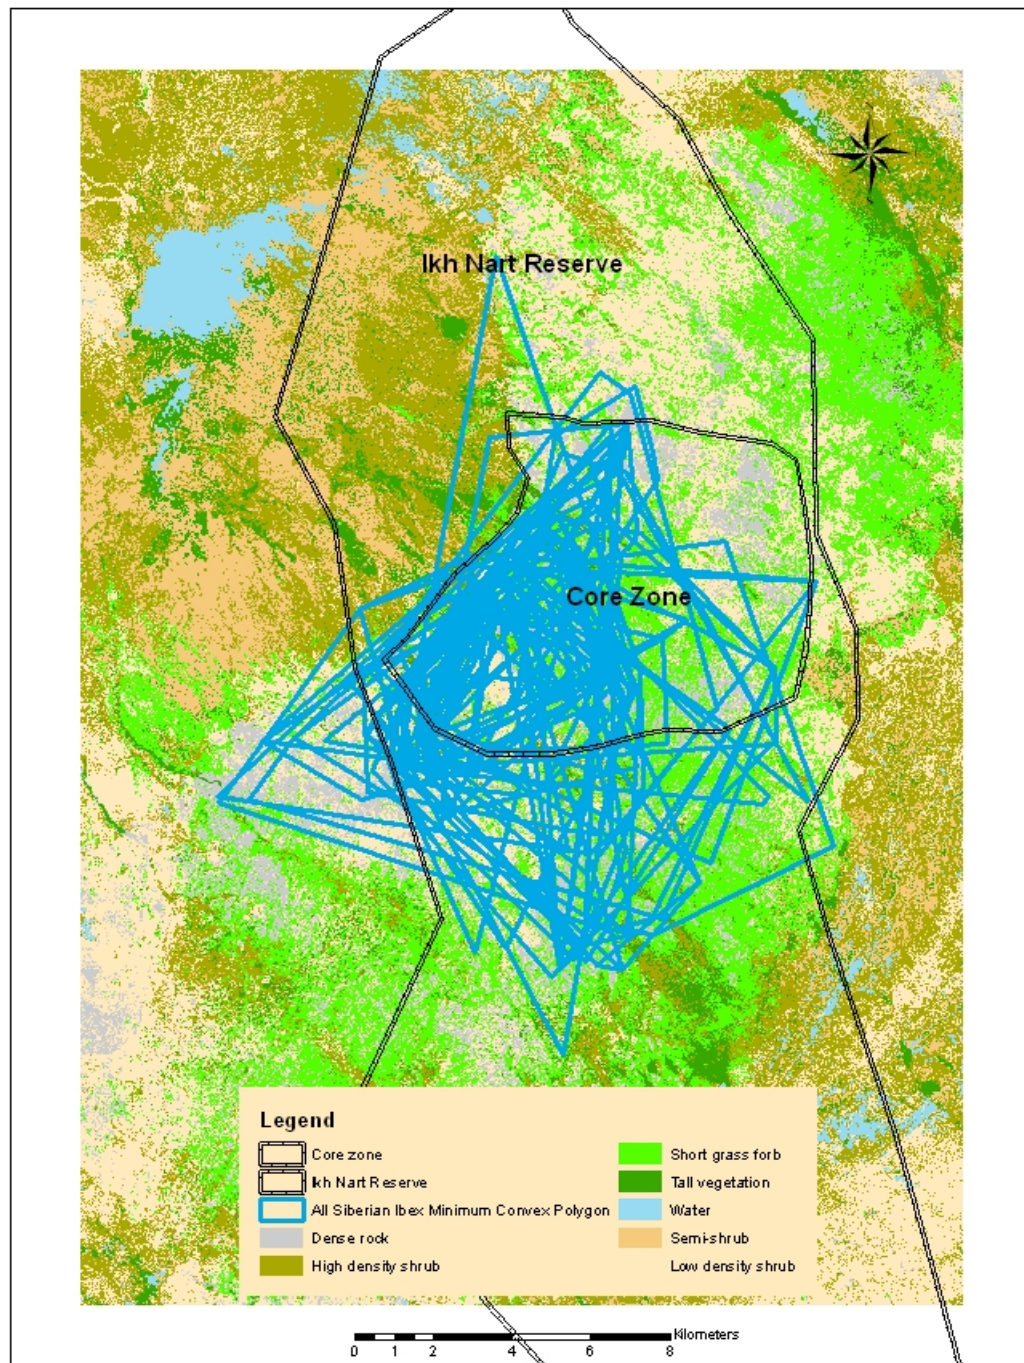 Ikh Nart Reserve
Core Zone
Legend
Core zone
Ikh Nart Reserve
All Siberian Ibex Minimum Convex Polygon
Dense rock
High density shrub
Short grass forb
Tall vegetation
Water
Semi-shrub
Low density shrub
Kilometers
0 1 2 4 6 8